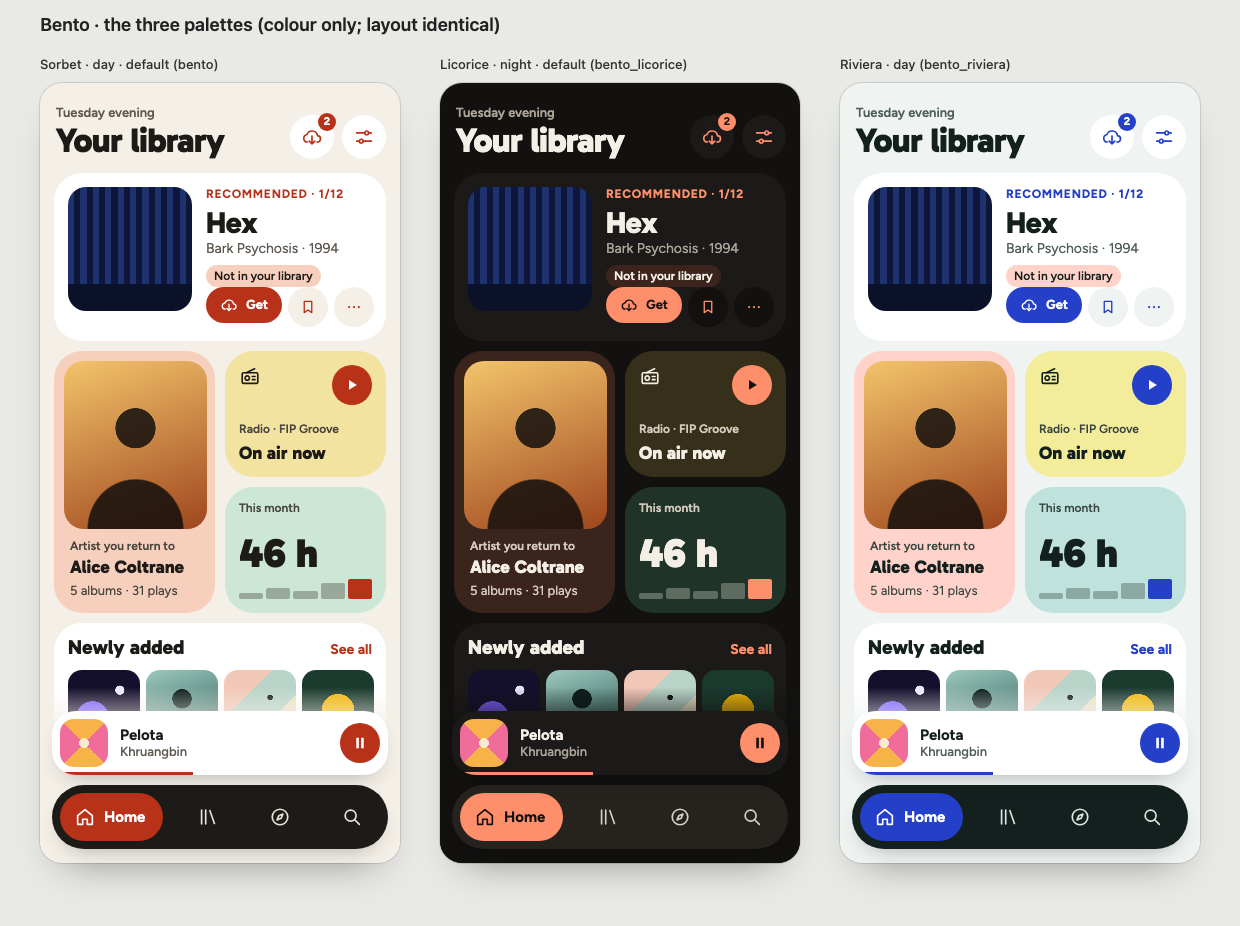 Bento · the three palettes (colour only; layout identical)
Sorbet · day · default (bento)
Tuesday evening
Your library
2
RECOMMENDED · 1/12
Hex
Bark Psychosis · 1994
Not in your library
Get
Radio · FIP Groove
On air now
Artist you return to
Alice Coltrane
5 albums · 31 plays
This month
46 h
Newly added
See all
Pelota
Khruangbin
Home
Licorice · night · default (bento_licorice)
Tuesday evening
Your library
2
RECOMMENDED · 1/12
Hex
Bark Psychosis · 1994
Not in your library
Get
Radio · FIP Groove
On air now
Artist you return to
Alice Coltrane
5 albums · 31 plays
This month
46 h
Newly added
See all
Pelota
Khruangbin
Home
Riviera · day (bento_riviera)
Tuesday evening
Your library
2
RECOMMENDED · 1/12
Hex
Bark Psychosis · 1994
Not in your library
Get
Radio · FIP Groove
On air now
Artist you return to
Alice Coltrane
5 albums · 31 plays
This month
46 h
Newly added
See all
Pelota
Khruangbin
Home